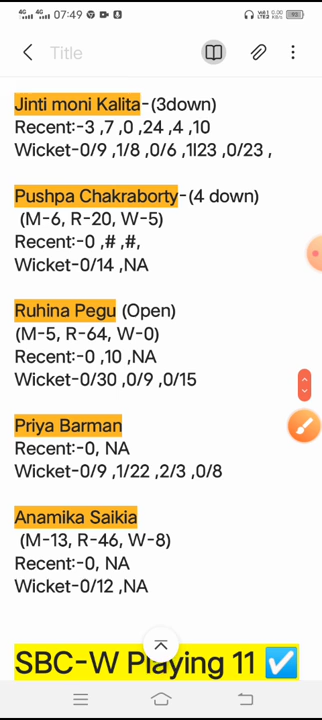 4G 4G 07:49
Title
Jinti moni Kalita-(3down)
Recent:-3 ,7 ,0 ,24 ,4 ,10
Wicket-0/9 ,1/8 ,0/6 ,1l23 ,0/23 ,
Pushpa Chakraborty-(4 down)
(M-6, R-20, W-5)
Recent:-0 ,# ,#,
Wicket-0/14 ,NA
Ruhina Pegu (Open)
(M-5, R-64, W-0)
Recent:-0 ,10 ,NA
Wicket-0/30 ,0/9 ,0/15
Priya Barman
Recent:-0, NA
Wicket-0/9 ,1/22 ,2/3 ,0/8
Anamika Saikia
(M-13, R-46, W-8)
Recent:-0, NA
Wicket-0/12 ,NA
SBC-W Playing 11 ✅